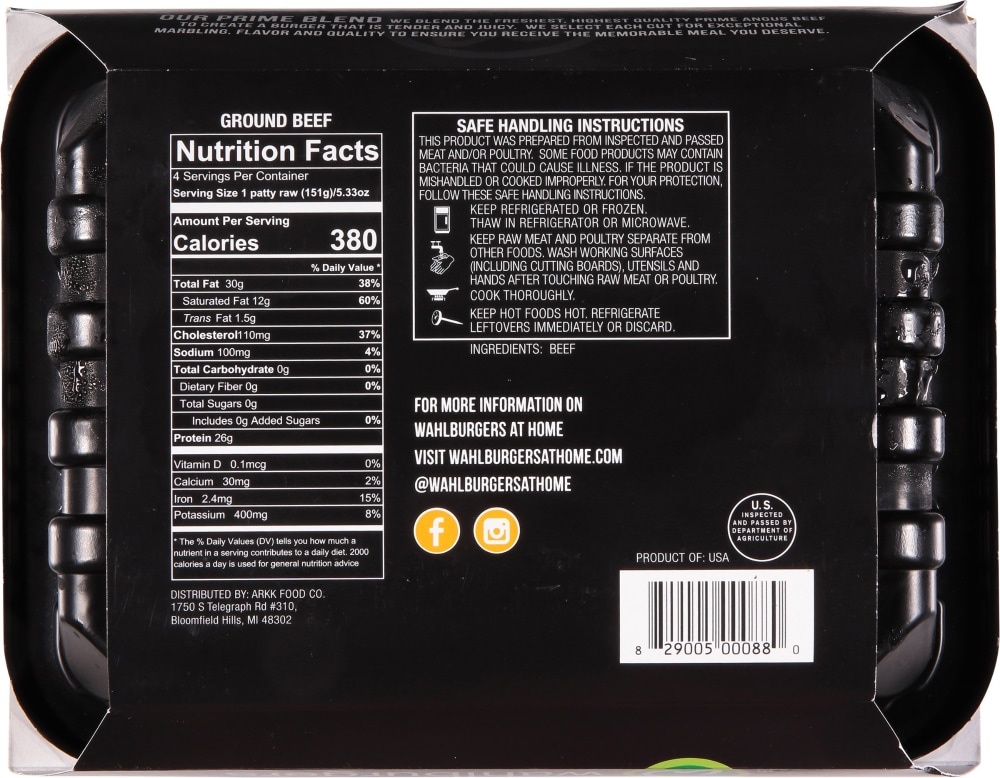 OUR PRIME BLEND WE BLEND THE FRESHEST, HIGHEST QUALITY PRIME ANGUS BEEF
TO CREATE A BURGER THAT IS TENDER AND JUICY. WE SELECT EACH CUT FOR EXCEPTIONAL
MARBLING. FLAVOR AND QUALITY TO ENSURE YOU RECEIVE THE MEMORABLE MEAL YOU DESERVE.
GROUND BEEF
Nutrition Facts
4 Servings Per Container
Serving Size 1 patty raw (151g)/5.33oz
Amount Per Serving
Calories 380
% Daily Value *
Total Fat 30g 38%
Saturated Fat 12g 60%
Trans Fat 1.5g
Cholesterol110mg 37%
Sodium 100mg 4%
Total Carbohydrate 0g 0%
Dietary Fiber 0g 0%
Total Sugars 0g
Includes 0g Added Sugars 0%
Protein 26g
Vitamin D 0.1mcg 0%
Calcium 30mg 2%
Iron 2.4mg 15%
Potassium 400mg 8%
* The % Daily Values (DV) tells you how much a
nutrient in a serving contributes to a daily diet. 2000
calories a day is used for general nutrition advice
DISTRIBUTED BY: ARKK FOOD CO.
1750 S Telegraph Rd #310,
Bloomfield Hills, MI 48302
SAFE HANDLING INSTRUCTIONS
THIS PRODUCT WAS PREPARED FROM INSPECTED AND PASSED
MEAT AND/OR POULTRY. SOME FOOD PRODUCTS MAY CONTAIN
BACTERIA THAT COULD CAUSE ILLNESS. IF THE PRODUCT IS
MISHANDLED OR COOKED IMPROPERLY. FOR YOUR PROTECTION,
FOLLOW THESE SAFE HANDLING INSTRUCTIONS.
KEEP REFRIGERATED OR FROZEN.
THAW IN REFRIGERATOR OR MICROWAVE.
KEEP RAW MEAT AND POULTRY SEPARATE FROM
OTHER FOODS. WASH WORKING SURFACES
(INCLUDING CUTTING BOARDS), UTENSILS AND
HANDS AFTER TOUCHING RAW MEAT OR POULTRY.
COOK THOROUGHLY.
KEEP HOT FOODS HOT. REFRIGERATE
LEFTOVERS IMMEDIATELY OR DISCARD.
INGREDIENTS: BEEF
FOR MORE INFORMATION ON
WAHLBURGERS AT HOME
VISIT WAHLBURGERSATHOME.COM
@WAHLBURGERSATHOME
f
U.S.
INSPECTED
AND PASSED BY
DEPARTMENT OF
AGRICULTURE
PRODUCT OF: USA
8 29005 00088 0